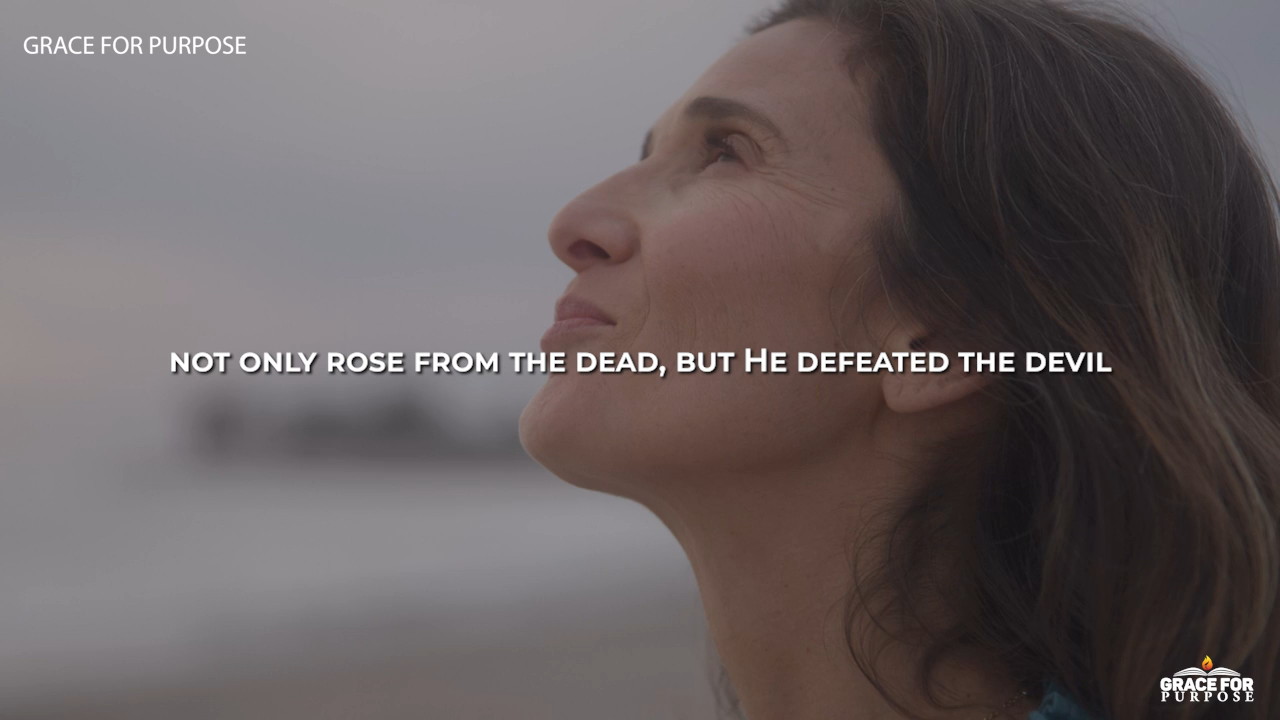 GRACE FOR PURPOSE
NOT ONLY ROSE FROM THE DEAD, BUT HE DEFEATED THE DEVIL
GRACE FOR
PURPOSE